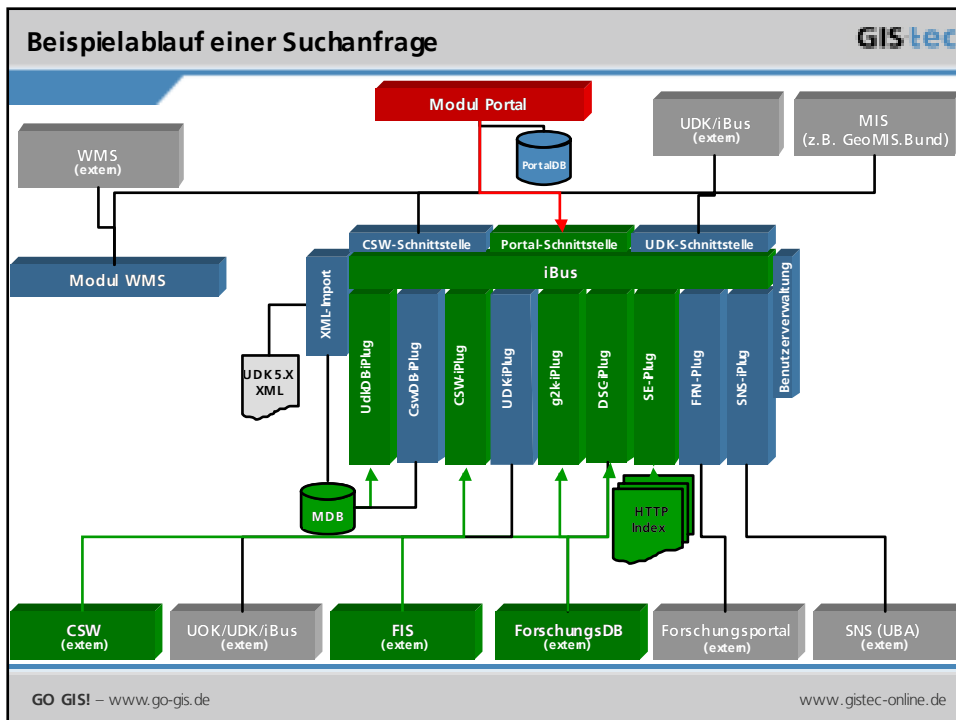 Beispielablauf einer Suchanfrage
GIS tec
Modul Portal
UDK/iBus
(extern)
MIS
(z.B. GeoMIS.Bund)
WMS
(extern)
PortalDB
CSW-Schnittstelle
Portal-Schnittstelle
UDK-Schnittstelle
iBus
Modul WMS
XML-Import
Benutzerverwaltung
UDK 5.X
XML
UdkDB-iPlug
CswDB-iPlug
CSW-iPlug
UDK-iPlug
g2k-iPlug
DSC-iPlug
SE-iPlug
FPN-Plug
SNS-iPlug
MDB
HTTP
Index
CSW
(extern)
UOK/UDK/iBus
(extern)
FIS
(extern)
ForschungsDB
(extern)
Forschungsportal
(extern)
SNS (UBA)
(extern)
GO GIS! – www.go-gis.de
www.gistec-online.de